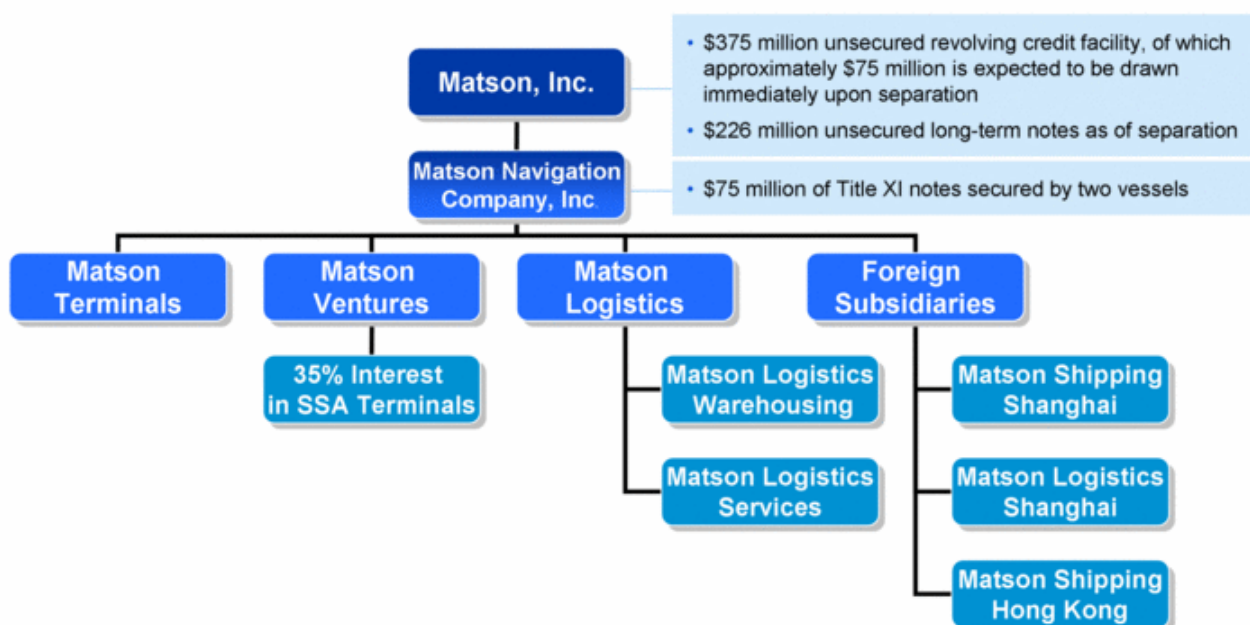 Matson, Inc.
• $375 million unsecured revolving credit facility, of which
approximately $75 million is expected to be drawn
immediately upon separation
• $226 million unsecured long-term notes as of separation
Matson Navigation
Company, Inc
• $75 million of Title XI notes secured by two vessels
Matson
Terminals
Matson
Ventures
Matson
Logistics
Foreign
Subsidiaries
35% Interest
in SSA Terminals
Matson Logistics
Warehousing
Matson Shipping
Shanghai
Matson Logistics
Services
Matson Logistics
Shanghai
Matson Shipping
Hong Kong